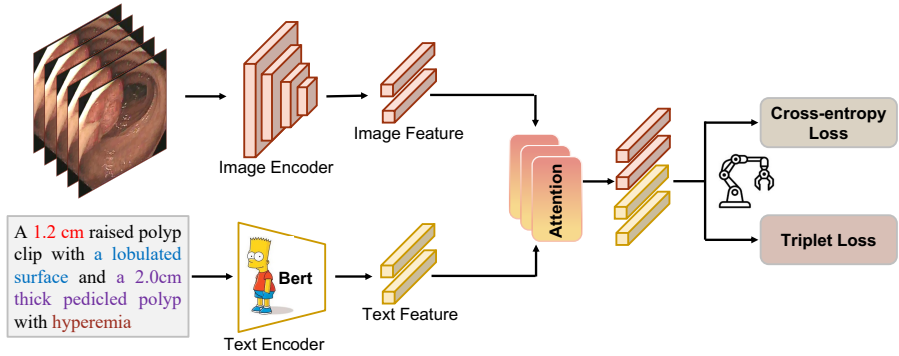 Image Encoder
Image Feature
Attention
Cross-entropy
Loss
Triplet Loss
A 1.2 cm raised polyp
clip with a lobulated
surface and a 2.0cm
thick pedicled polyp
with hyperemia
Bert
Text Encoder
Text Feature